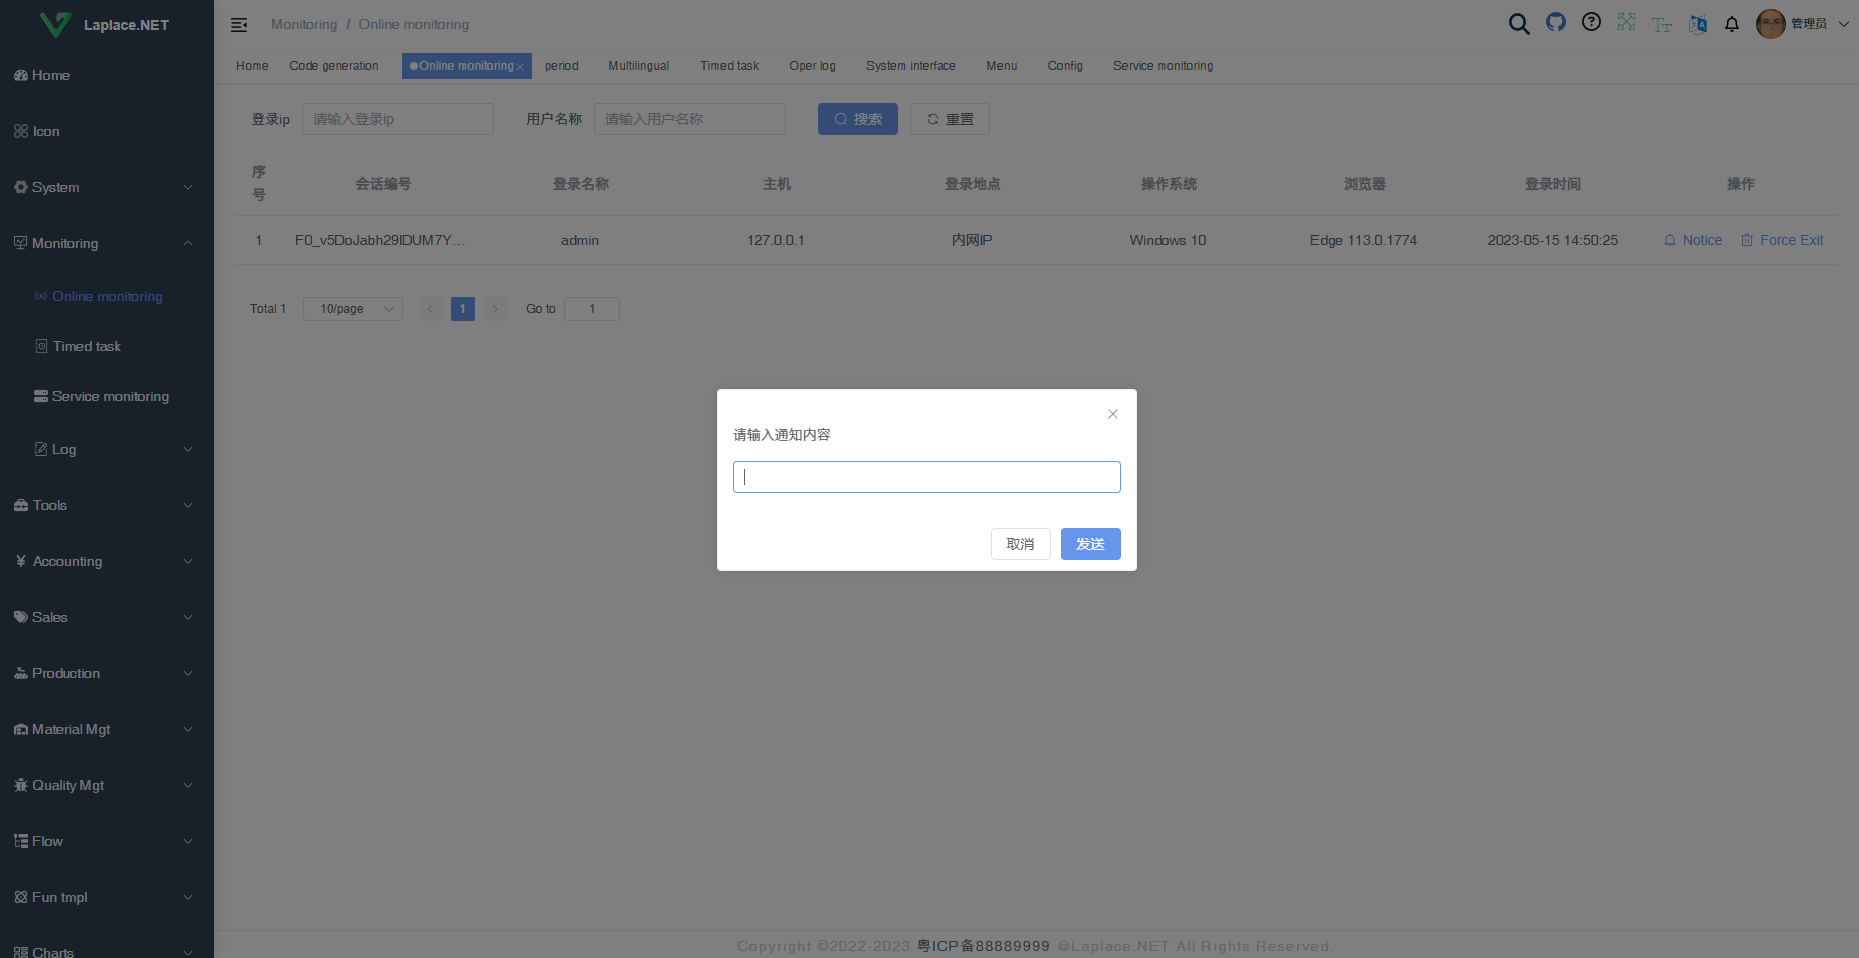 Laplace.NET
Monitoring / Online monitoring
管理员
Home
Code generation
Online monitoring
period
Multilingual
Timed task
Oper log
System interface
Menu
Config
Service monitoring
Home
Icon
System
Monitoring
Online monitoring
Timed task
Service monitoring
Log
Tools
Accounting
Sales
Production
Material Mgt
Quality Mgt
Flow
Fun tmpl
Charts
登录ip 请输入登录ip 用户名称 请输入用户名称 搜索 重置
序号 会话编号 登录名称 主机 登录地点 操作系统 浏览器 登录时间 操作
1 F0_v5DoJabh29IDUM7Y... admin 127.0.0.1 内网IP Windows 10 Edge 113.0.1774 2023-05-15 14:50:25 Notice Force Exit
Total 1 10/page 1 Go to 1
请输入通知内容
取消 发送
Copyright ©2022-2023 粤ICP备88889999 @Laplace.NET All Rights Reserved.